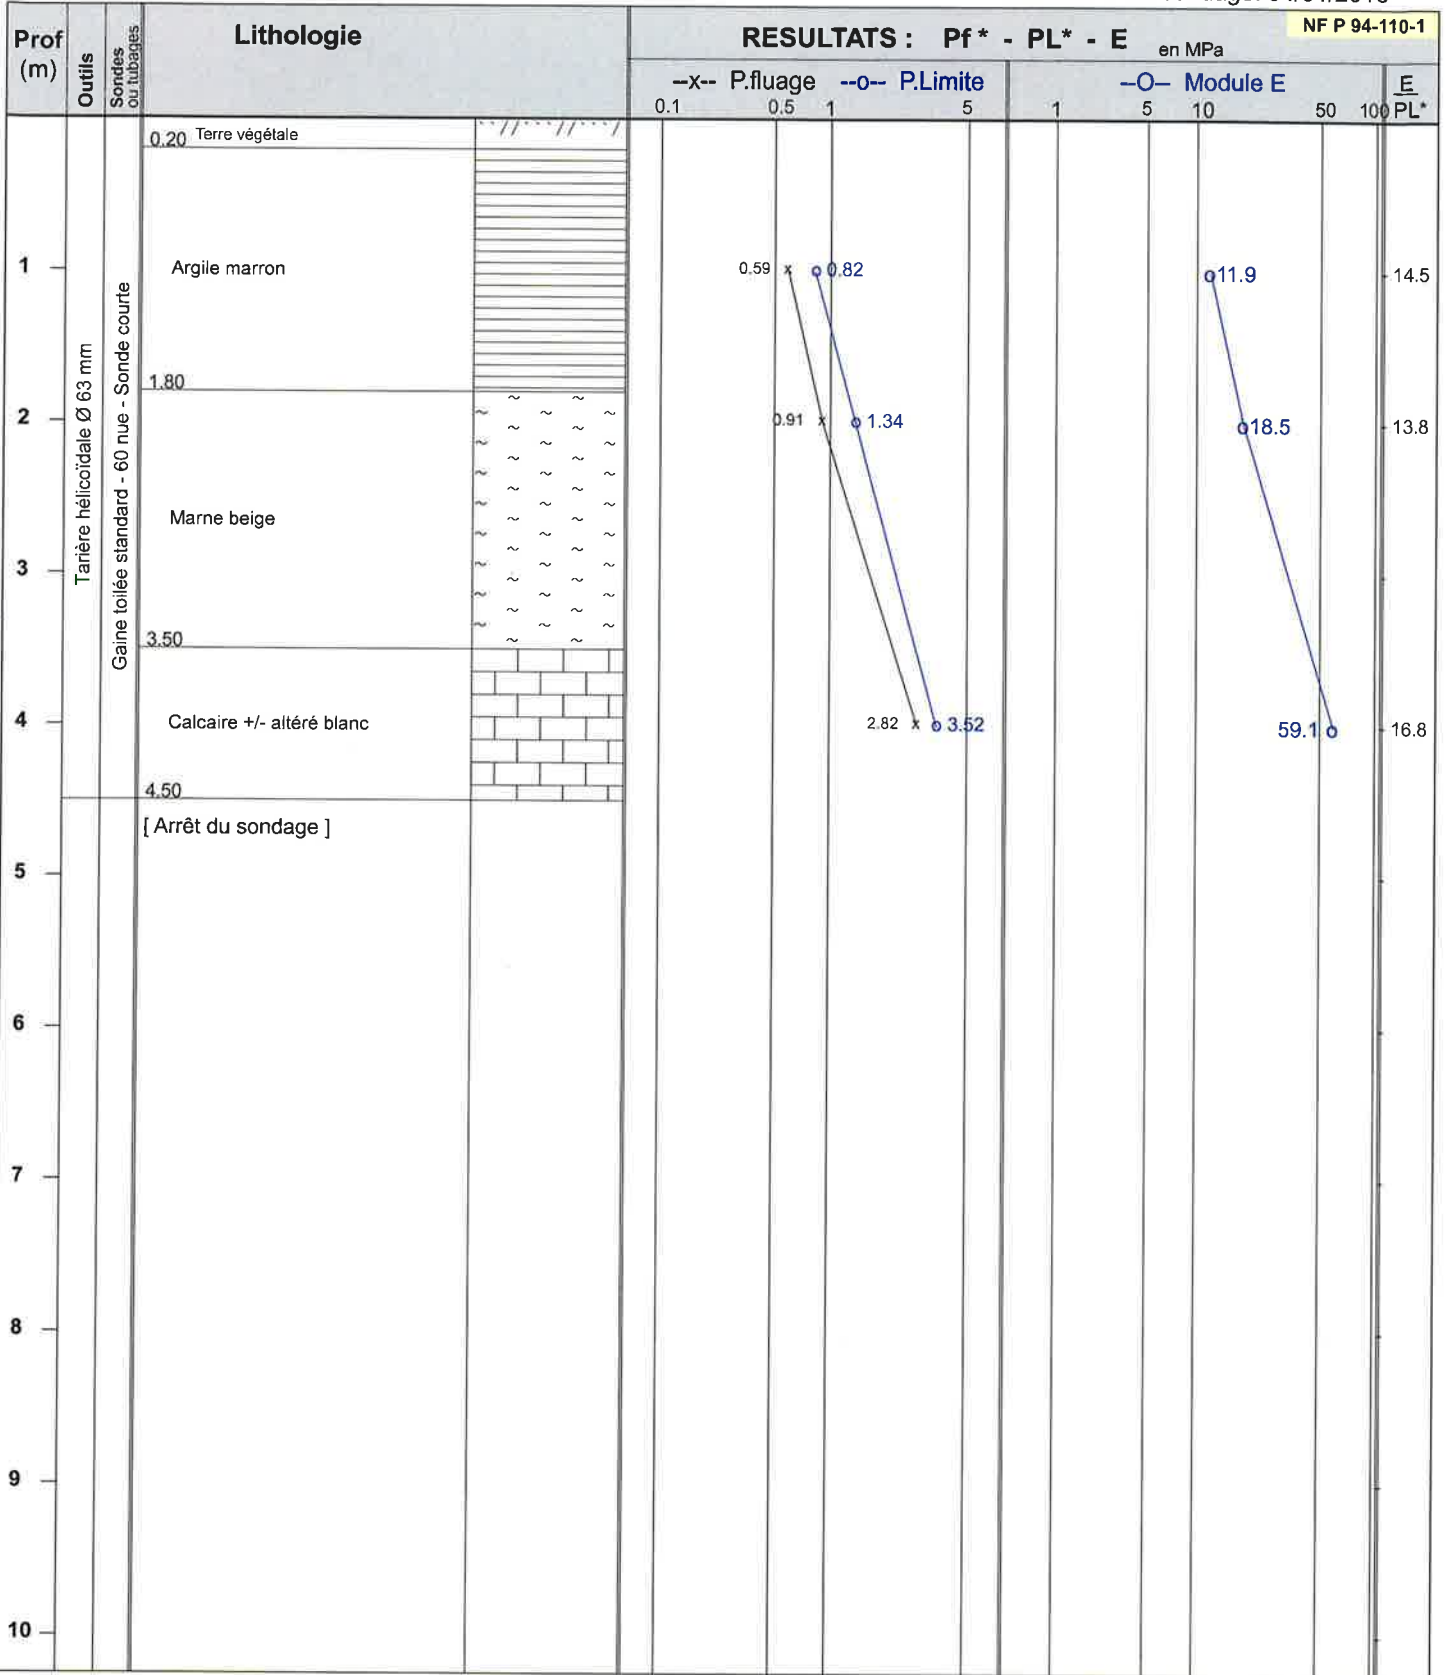 NF P 94-110-1
Prof
(m)
Outils
Sondes
ou tubages
Lithologie
RESULTATS : Pf* - PL* - E en MPa
--x-- P.fluage --o-- P.Limite
--O-- Module E
E
PL*
0.1 0.5 1 5 1 5 10 50 100
0.20 Terre végétale
1 Argile marron 0.59 x o 0.82 o 11.9 14.5
1.80
2 0.91 x o 1.34 o 18.5 13.8
Marne beige
3
3.50
4 Calcaire +/- altéré blanc 2.82 x o 3.52 59.1 o 16.8
4.50
[ Arrêt du sondage ]
5
6
7
8
9
10
Tarière hélicoïdale Ø 63 mm
Gaine toilée standard - 60 nue - Sonde courte